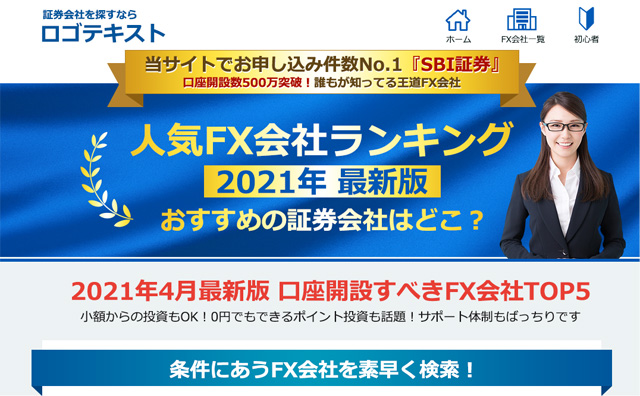 証券会社を探すなら
ロゴテキスト
ホーム
FX会社一覧
初心者
当サイトでお申し込み件数No.1『SBI証券』
口座開設数500万突破！誰もが知ってる王道FX会社
人気FX会社ランキング
2021年 最新版
おすすめの証券会社はどこ？
2021年4月最新版 口座開設すべきFX会社TOP5
小額からの投資もOK！0円でもできるポイント投資も話題！サポート体制もばっちりです
条件にあうFX会社を素早く検索！